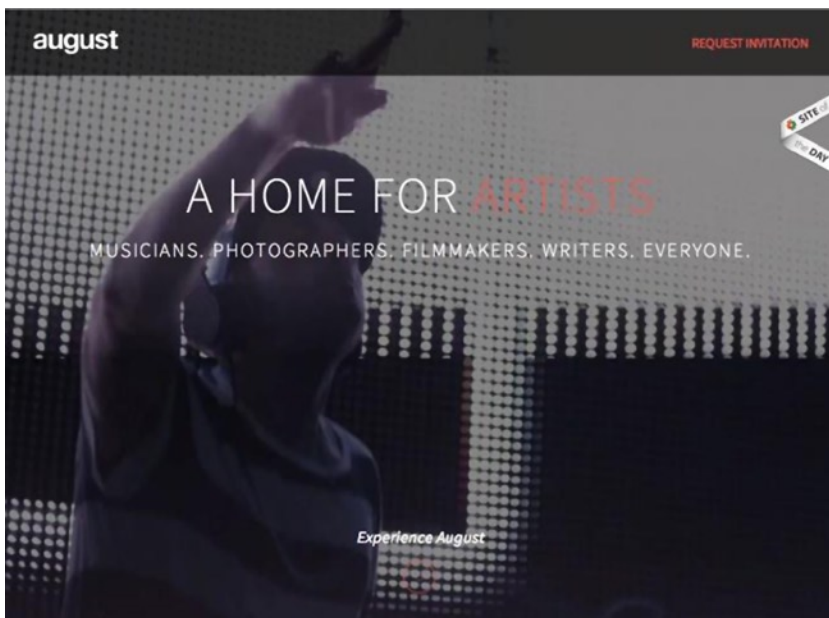 august
REQUEST INVITATION
SITE of
the DAY
A HOME FOR ARTISTS
MUSICIANS. PHOTOGRAPHERS. FILMMAKERS. WRITERS. EVERYONE.
Experience August